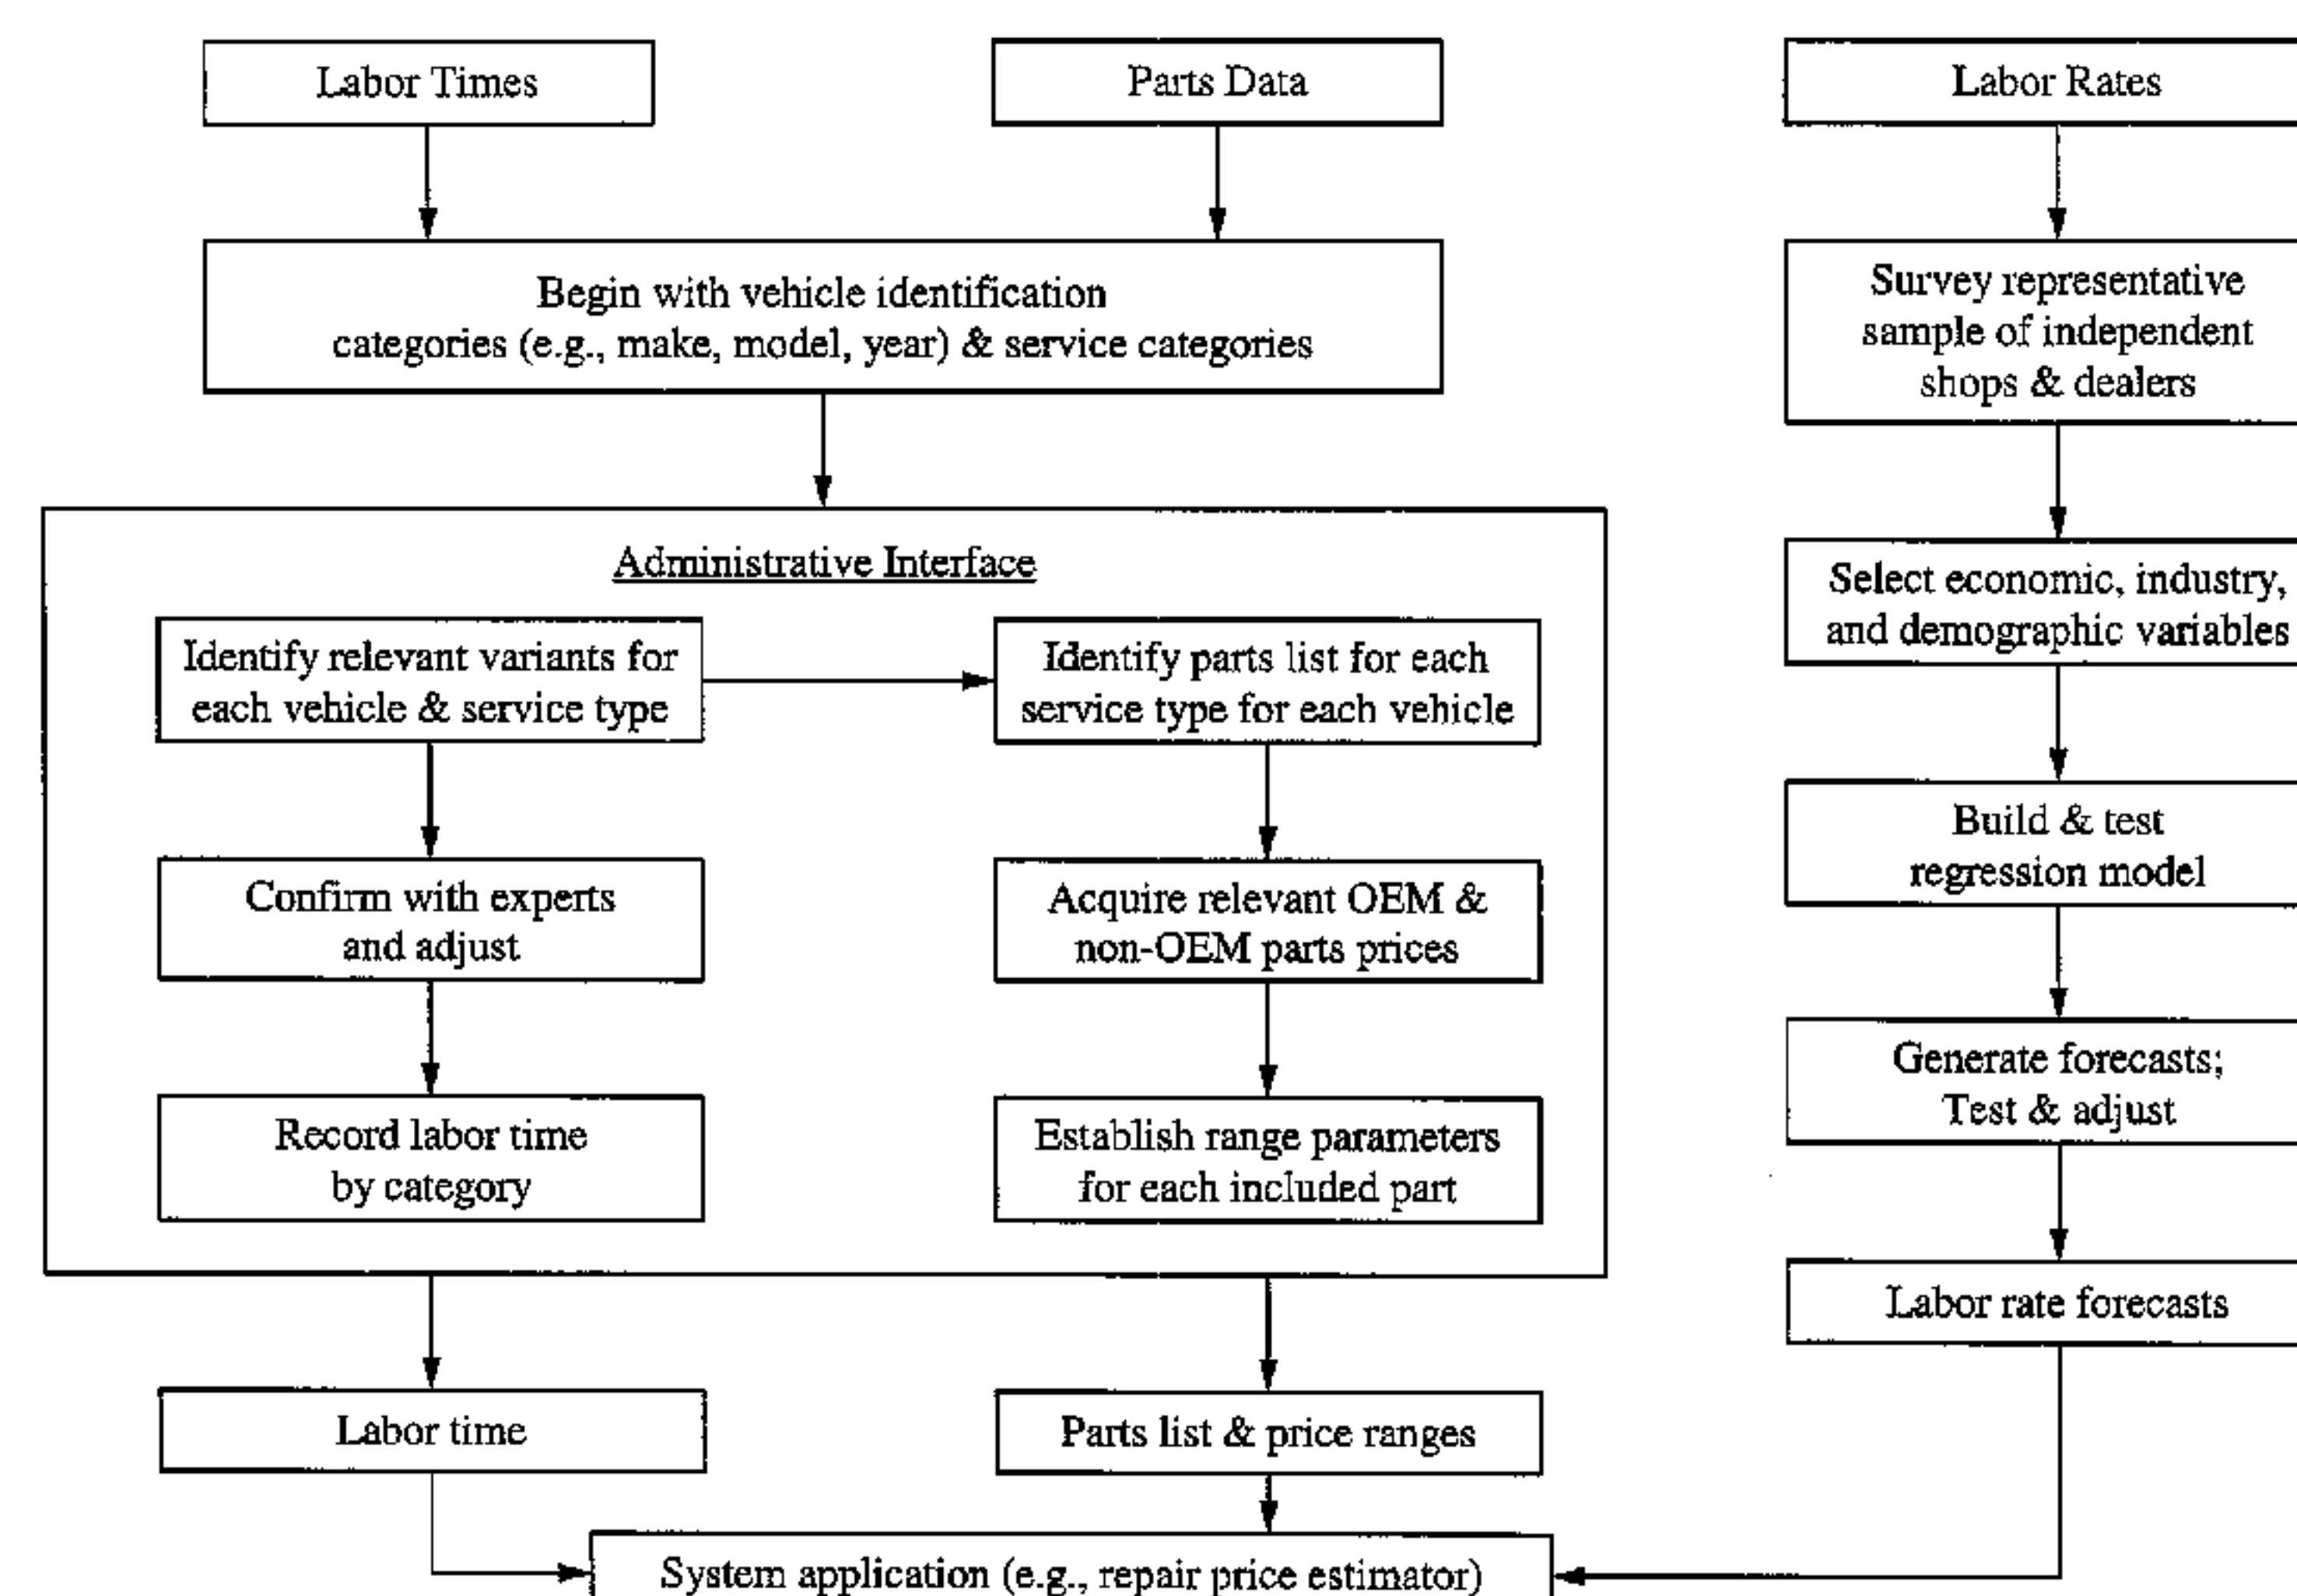 Labor Times
Parts Data
Labor Rates
Begin with vehicle identification
categories (e.g., make, model, year) & service categories
Survey representative
sample of independent
shops & dealers
Administrative Interface
Select economic, industry,
and demographic variables
Identify relevant variants for
each vehicle & service type
Identify parts list for each
service type for each vehicle
Build & test
regression model
Confirm with experts
and adjust
Acquire relevant OEM &
non-OEM parts prices
Generate forecasts;
Test & adjust
Record labor time
by category
Establish range parameters
for each included part
Labor rate forecasts
Labor time
Parts list & price ranges
System application (e.g., repair price estimator)